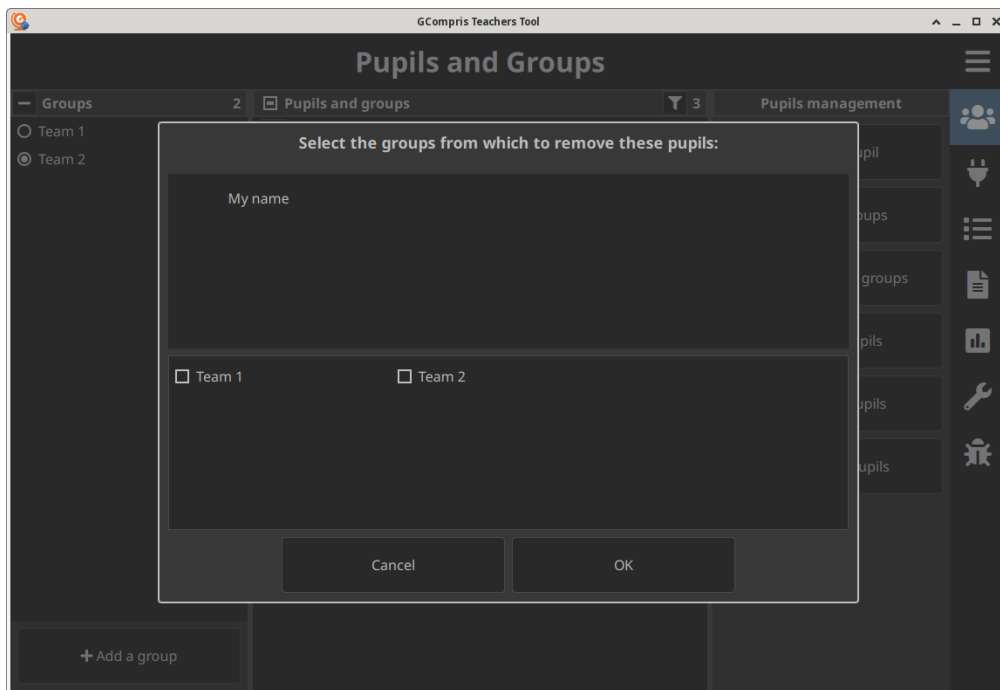 GCompris Teachers Tool
Pupils and Groups
Groups 2
Pupils and groups 3
Pupils management
Team 1
Team 2
Select the groups from which to remove these pupils:
My name
Team 1 Team 2
Cancel OK
upil
oups
groups
pils
upils
upils
Add a group